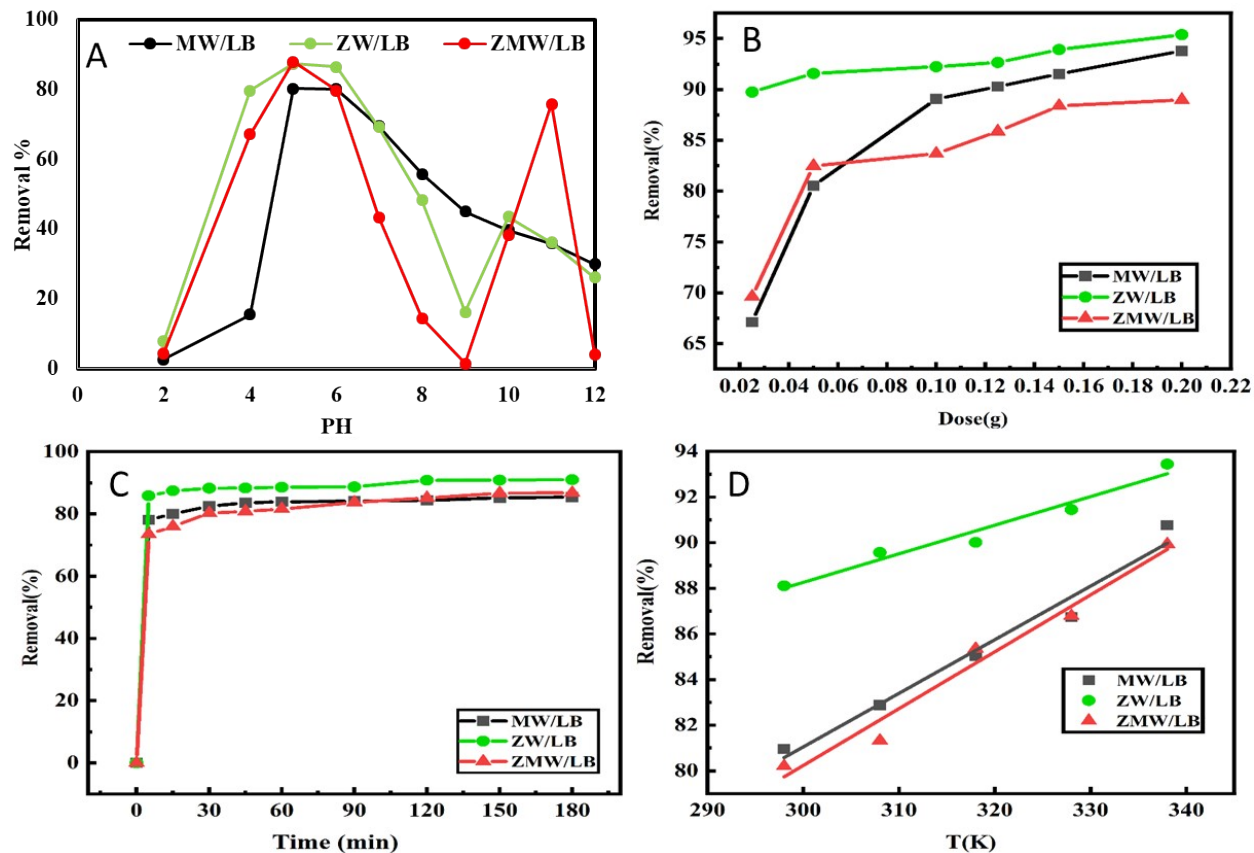 A
MW/LB ZW/LB ZMW/LB
Removal %
100
80
60
40
20
0
0 2 4 6 8 10 12
PH
B
Removal(%)
95
90
85
80
75
70
65
MW/LB
ZW/LB
ZMW/LB
0.02 0.04 0.06 0.08 0.10 0.12 0.14 0.16 0.18 0.20 0.22
Dose(g)
C
Removal(%)
100
80
60
40
20
0
MW/LB
ZW/LB
ZMW/LB
0 30 60 90 120 150 180
Time (min)
D
Removal(%)
94
92
90
88
86
84
82
80
MW/LB
ZW/LB
ZMW/LB
290 300 310 320 330 340
T(K)